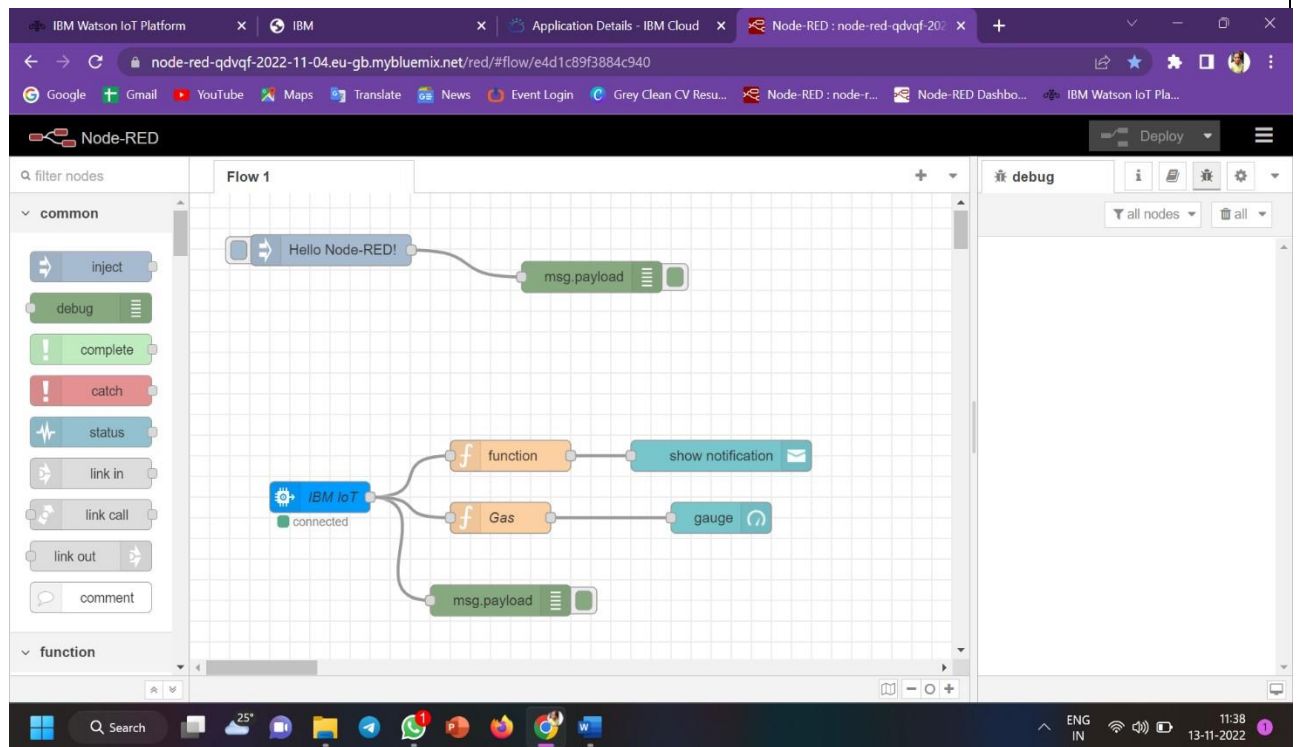 IBM Watson IoT Platform
IBM
Application Details - IBM Cloud
Node-RED : node-red-qdvqf-202
node-red-qdvqf-2022-11-04.eu-gb.mybluemix.net/red/#flow/e4d1c89f3884c940
Google Gmail YouTube Maps Translate News Event Login Grey Clean CV Resu... Node-RED : node-r... Node-RED Dashbo... IBM Watson IoT Pla...
Node-RED
Deploy
filter nodes
Flow 1
debug
i
common
all nodes
all
Hello Node-RED!
msg.payload
inject
debug
complete
catch
status
link in
link call
link out
comment
function
function
show notification
IBM IoT
connected
Gas
gauge
msg.payload
25°
Search
1
ENG
IN
11:38
13-11-2022
1